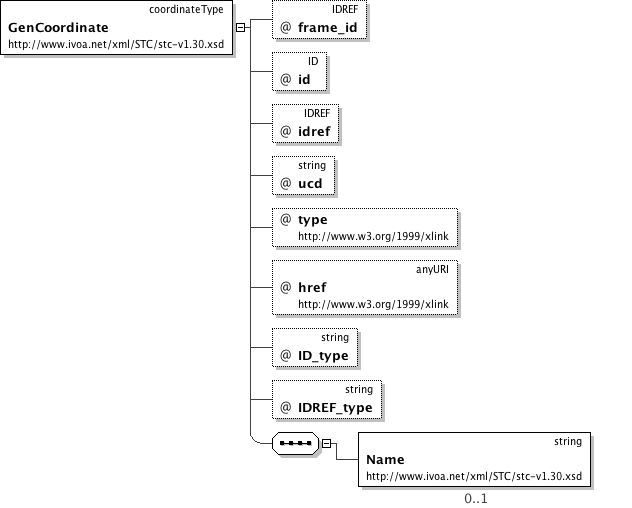 coordinateType
GenCoordinate
http://www.ivoa.net/xml/STC/stc-v1.30.xsd
IDREF
@ frame_id
ID
@ id
IDREF
@ idref
string
@ ucd
@ type
http://www.w3.org/1999/xlink
anyURI
@ href
http://www.w3.org/1999/xlink
string
@ ID_type
string
@ IDREF_type
string
Name
http://www.ivoa.net/xml/STC/stc-v1.30.xsd
0..1